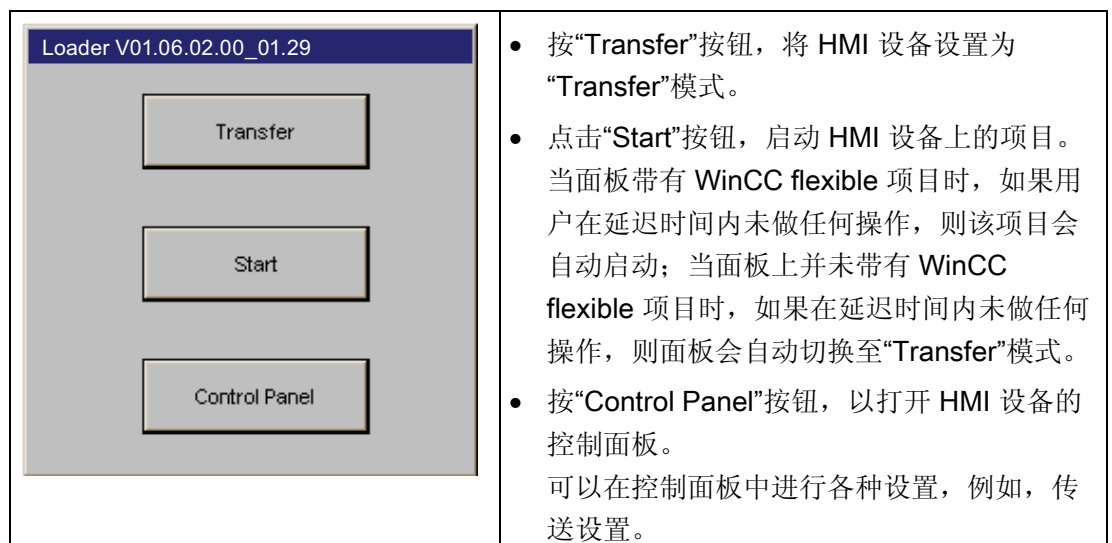 Loader V01.06.02.00_01.29
Transfer
Start
Control Panel
• 按“Transfer”按钮，将 HMI 设备设置为
“Transfer”模式。
• 点击“Start”按钮，启动 HMI 设备上的项目。
当面板带有 WinCC flexible 项目时，如果用
户在延迟时间内未做任何操作，则该项目会
自动启动；当面板上并未带有 WinCC
flexible 项目时，如果在延迟时间内未做任何
操作，则面板会自动切换至“Transfer”模式。
• 按“Control Panel”按钮，以打开 HMI 设备的
控制面板。
可以在控制面板中进行各种设置，例如，传
送设置。